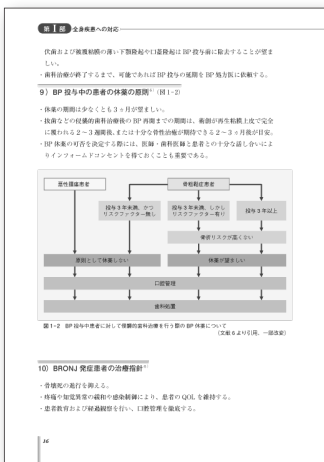 第1章 全身疾患への対応
伏歯および被覆粘膜の薄い下顎隆起や口蓋隆起は BP 投与前に除去することが望ま
しい。
・歯科治療が終了するまで、可能であれば BP 投与の延期を BP 処方医に依頼する。
9）BP 投与中の患者の休薬の原則（図 1-2）
・休薬の期間は少なくとも 3 ヵ月が望ましい。
・抜歯などの侵襲的歯科治療後の BP 再開までの期間は、術創が再生粘膜上皮で完全
に覆われる 2〜3 週間後、または十分な骨性治癒が期待できる 2〜3 ヶ月後が目安。
・BP 休薬の可否を決定する際には、医師・歯科医師と患者との十分な話し合いによ
りインフォームドコンセントを得ておくことも重要である。
悪性腫瘍患者
骨粗鬆症患者
投与3年未満、かつ
リスクファクター無し
投与3年未満、しかし
リスクファクター有り
投与3年以上
骨折リスクが高くない
原則として休薬しない
休薬が望ましい
口腔管理
歯科処置
図 1-2 BP 投与中患者に対して侵襲的歯科治療を行う際の BP 休薬について
（文献 6 より引用、一部改変）
10）BRONJ 発症患者の治療指針
・骨壊死の進行を抑える。
・疼痛や知覚異常の緩和や感染制御により、患者の QOL を維持する。
・患者教育および経過観察を行い、口腔管理を徹底する。
16